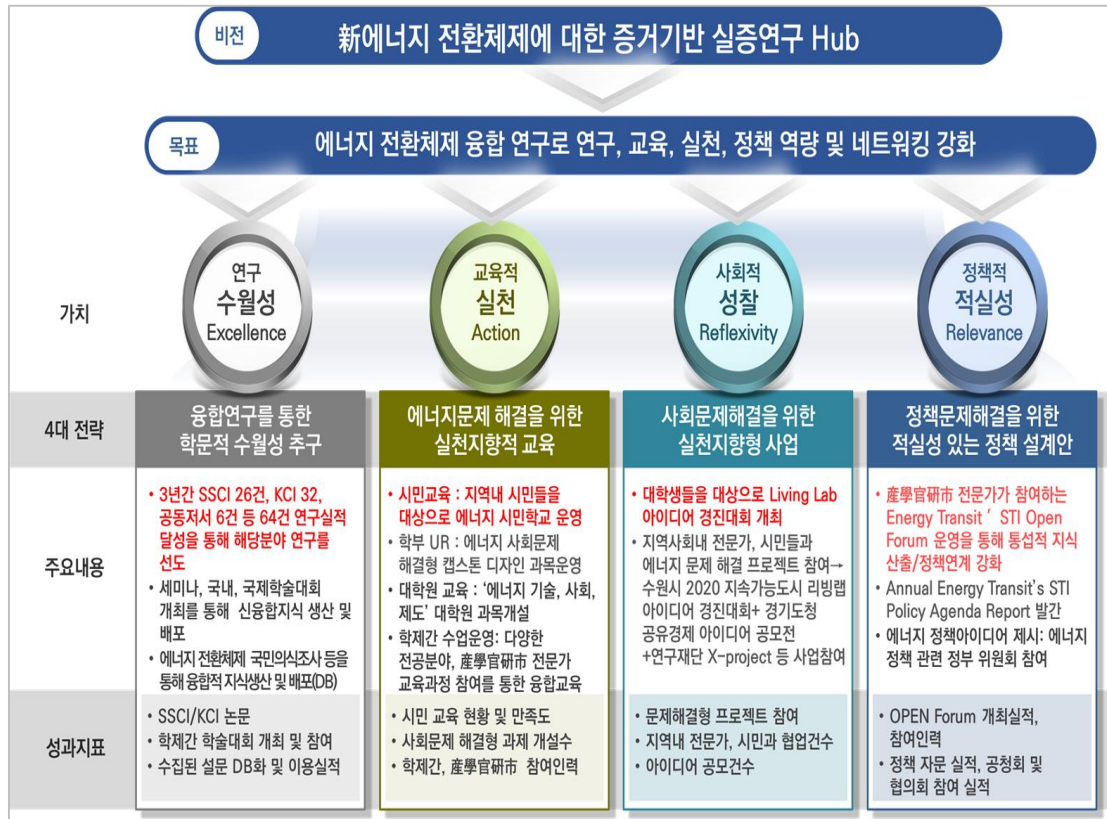 비전
新에너지 전환체제에 대한 증거기반 실증연구 Hub
목표
에너지 전환체제 융합 연구로 연구, 교육, 실천, 정책 역량 및 네트워킹 강화
가치
연구
수월성
Excellence
교육적
실천
Action
사회적
성찰
Reflexivity
정책적
적실성
Relevance
4대 전략
융합연구를 통한
학문적 수월성 추구
에너지문제 해결을 위한
실천지향적 교육
사회문제해결을 위한
실천지향형 사업
정책문제해결을 위한
적실성 있는 정책 설계안
주요내용
• 3년간 SSCI 26건, KCI 32,
공동저서 6건 등 64건 연구실적
달성을 통해 해당분야 연구를
선도
• 세미나, 국내, 국제학술대회
개최를 통해 신융합지식 생산 및
배포
• 에너지 전환체제 국민의식조사 등을
통해 융합적 지식생산 및 배포(DB)
• 시민교육 : 지역내 시민들을
대상으로 에너지 시민학교 운영
• 학부 UR : 에너지 사회문제
해결형 캡스톤 디자인 과목운영
• 대학원 교육 : ‘에너지 기술, 사회,
제도’ 대학원 과목개설
• 학제간 수업운영: 다양한
전공분야, 産學官硏市 전문가
교육과정 참여를 통한 융합교육
• 대학생들을 대상으로 Living Lab
아이디어 경진대회 개최
• 지역사회내 전문가, 시민들과
에너지 문제 해결 프로젝트 참여→
수원시 2020 지속가능도시 리빙랩
아이디어 경진대회+ 경기도청
공유경제 아이디어 공모전
+연구재단 X-project 등 사업참여
• 産學官硏市 전문가가 참여하는
Energy Transit ’ STI Open
Forum 운영을 통해 통섭적 지식
산출/정책연계 강화
• Annual Energy Transit’s STI
Policy Agenda Report 발간
• 에너지 정책아이디어 제시: 에너지
정책 관련 정부 위원회 참여
성과지표
• SSCI/KCI 논문
• 학제간 학술대회 개최 및 참여
• 수집된 설문 DB화 및 이용실적
• 시민 교육 현황 및 만족도
• 사회문제 해결형 과제 개설수
• 학제간, 産學官硏市 참여인력
• 문제해결형 프로젝트 참여
• 지역내 전문가, 시민과 협업건수
• 아이디어 공모건수
• OPEN Forum 개최실적,
참여인력
• 정책 자문 실적, 공청회 및
협의회 참여 실적